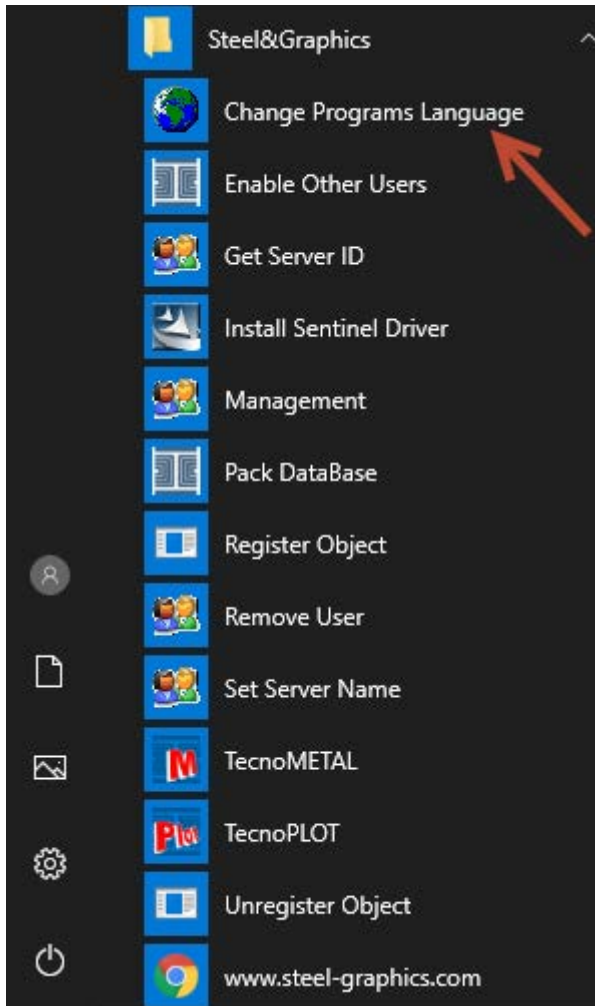 Steel&Graphics
Change Programs Language
Enable Other Users
Get Server ID
Install Sentinel Driver
Management
Pack DataBase
Register Object
Remove User
Set Server Name
M
TecnoMETAL
Plot
TecnoPLOT
Unregister Object
www.steel-graphics.com